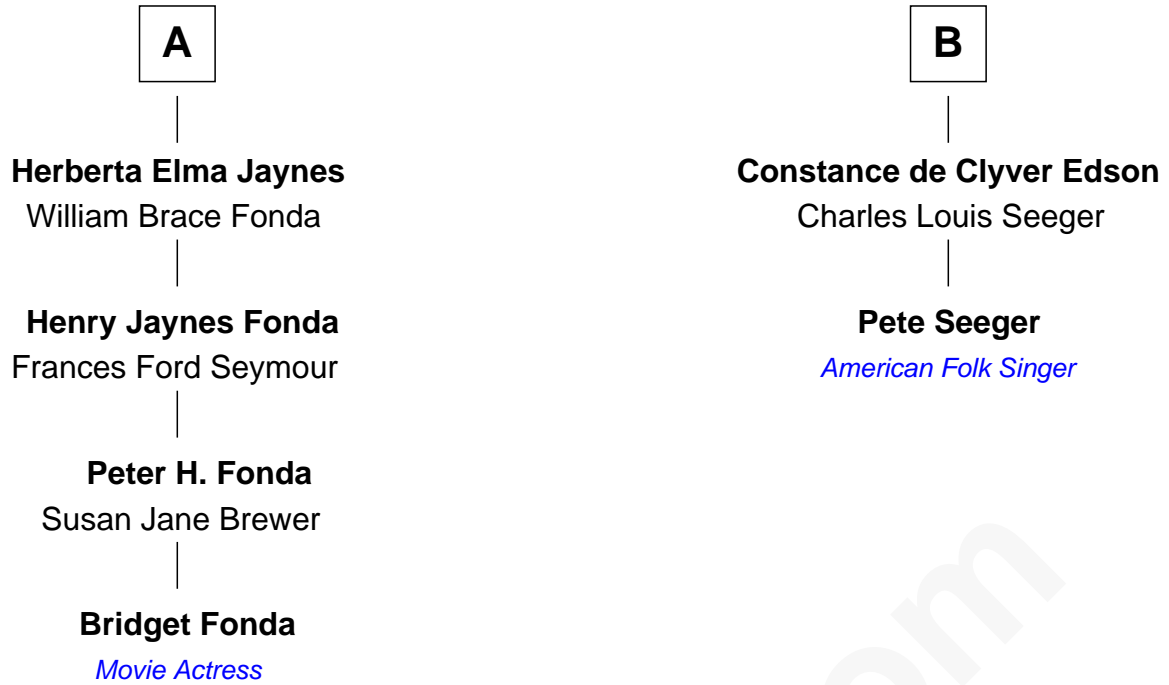 A
Herberta Elma Jaynes
William Brace Fonda
Henry Jaynes Fonda
Frances Ford Seymour
Peter H. Fonda
Susan Jane Brewer
Bridget Fonda
Movie Actress
B
Constance de Clyver Edson
Charles Louis Seeger
Pete Seeger
American Folk Singer
om